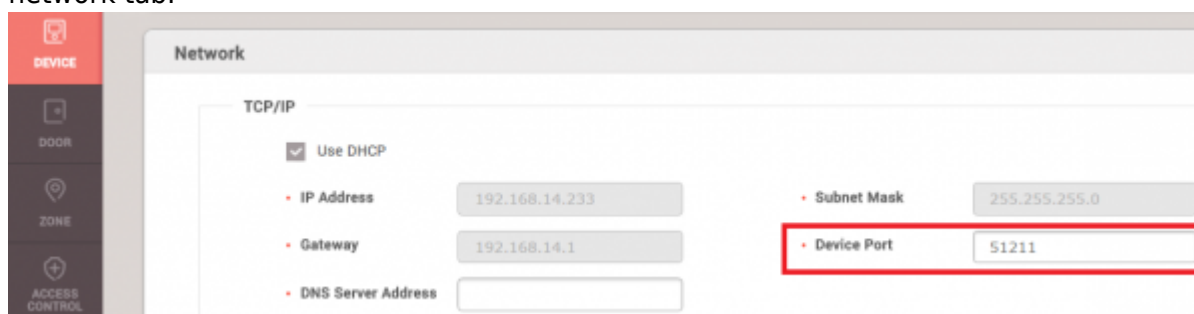 network tab.
DEVICE
Network
TCP/IP
DOOR
Use DHCP
IP Address 192.168.14.233 Subnet Mask 255.255.255.0
ZONE
Gateway 192.168.14.1 Device Port 51211
ACCESS
CONTROL
DNS Server Address